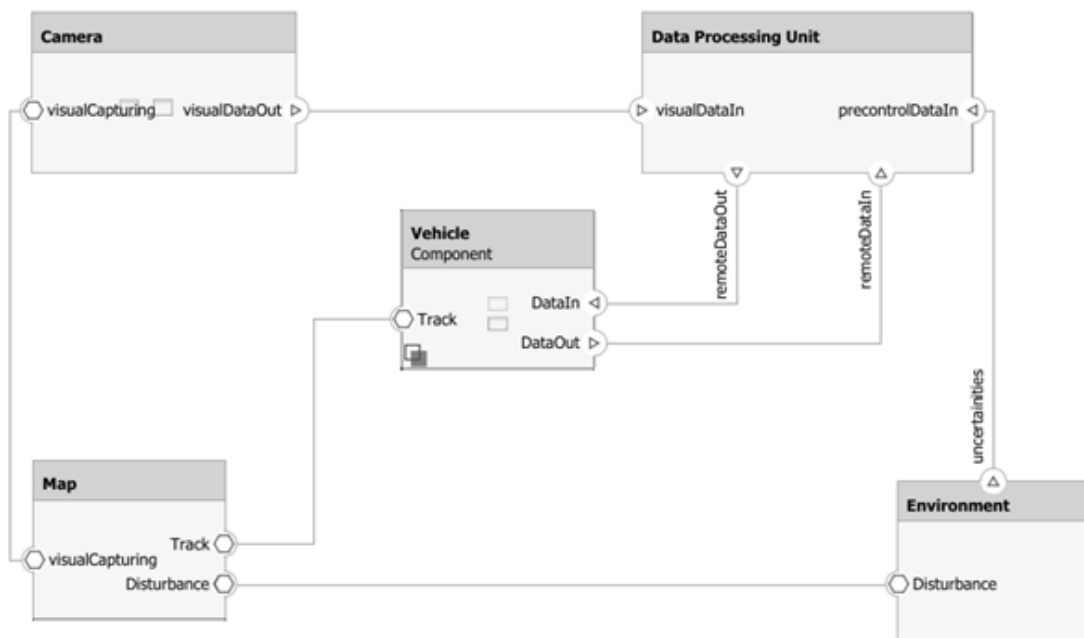 Camera
visualCapturing
visualDataOut
Data Processing Unit
visualDataIn
precontrolDataIn
remoteDataOut
remoteDataIn
Vehicle
Component
DataIn
Track
DataOut
uncertainities
Map
Track
visualCapturing
Disturbance
Environment
Disturbance